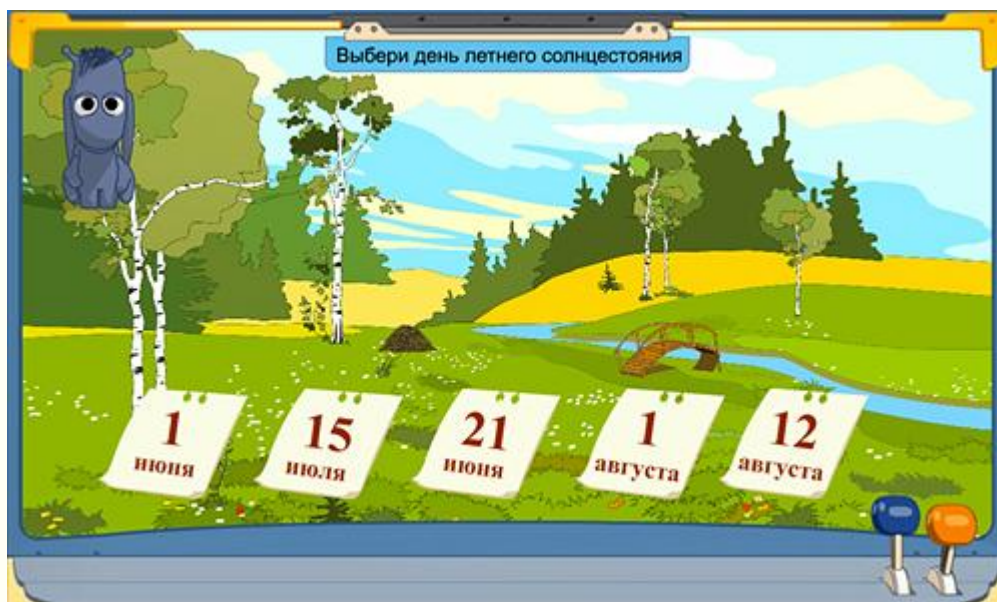 Выбери день летнего солнцестояния
1
июня
15
июля
21
июня
1
августа
12
августа